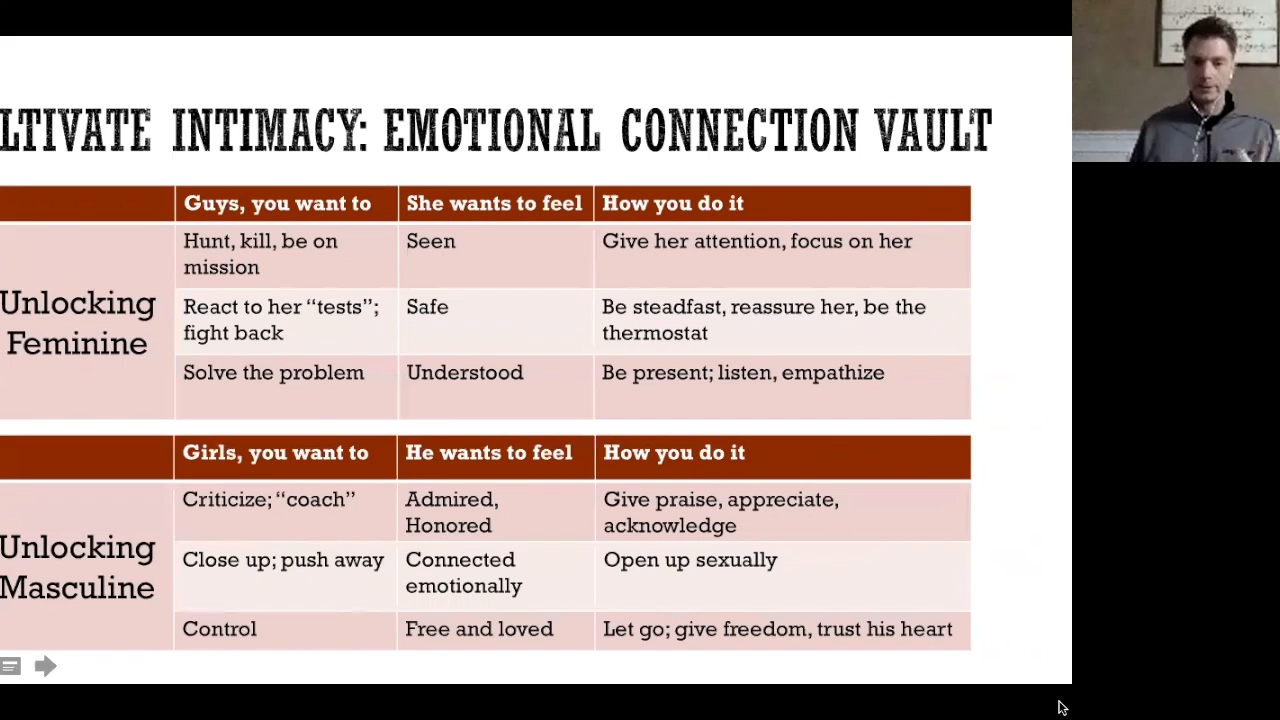 LTIVATE INTIMACY: EMOTIONAL CONNECTION VAULT
Guys, you want to
She wants to feel
How you do it
Unlocking
Feminine
Hunt, kill, be on
mission
Seen
Give her attention, focus on her
React to her “tests”;
fight back
Safe
Be steadfast, reassure her, be the
thermostat
Solve the problem
Understood
Be present; listen, empathize
Girls, you want to
He wants to feel
How you do it
Unlocking
Masculine
Criticize; “coach”
Admired,
Honored
Give praise, appreciate,
acknowledge
Close up; push away
Connected
emotionally
Open up sexually
Control
Free and loved
Let go; give freedom, trust his heart